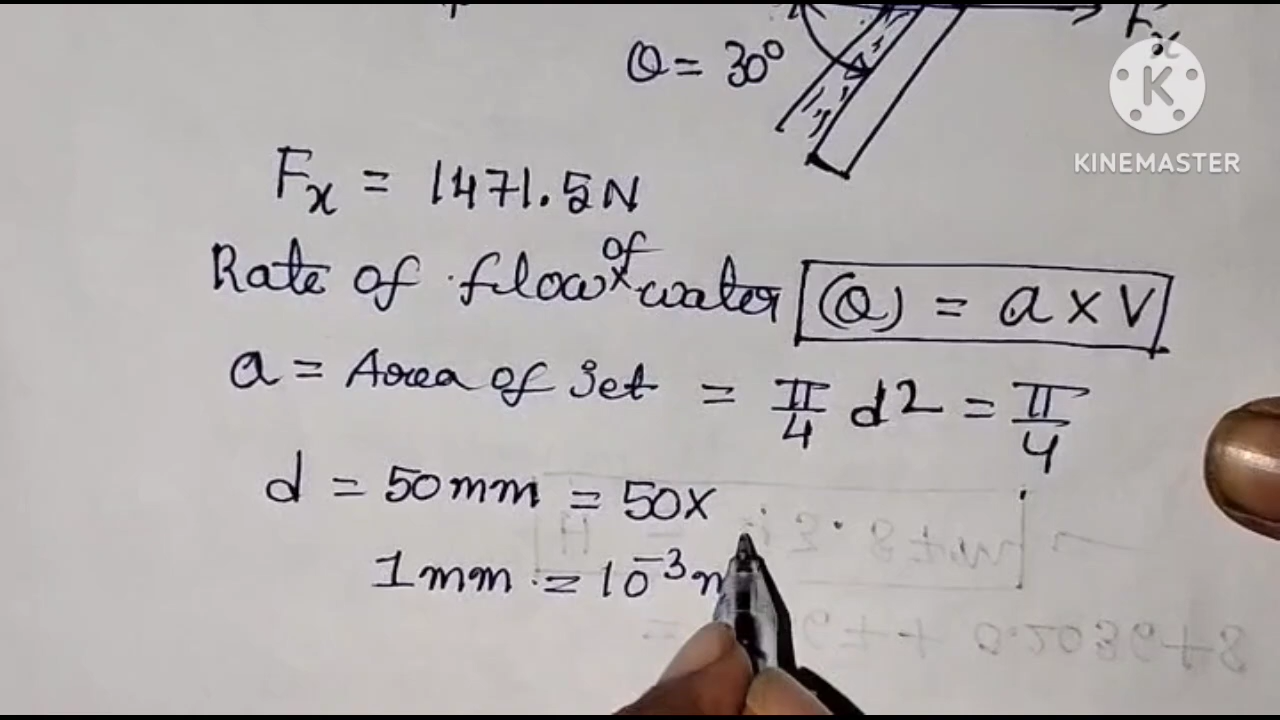 Fx
θ = 30°
K
KINEMASTER
Fx = 1471.5N
Rate of flow of water (Q) = a x V
a = Area of Jet = π/4 d2 = π/4
d = 50mm = 50x
1mm = 10⁻³m